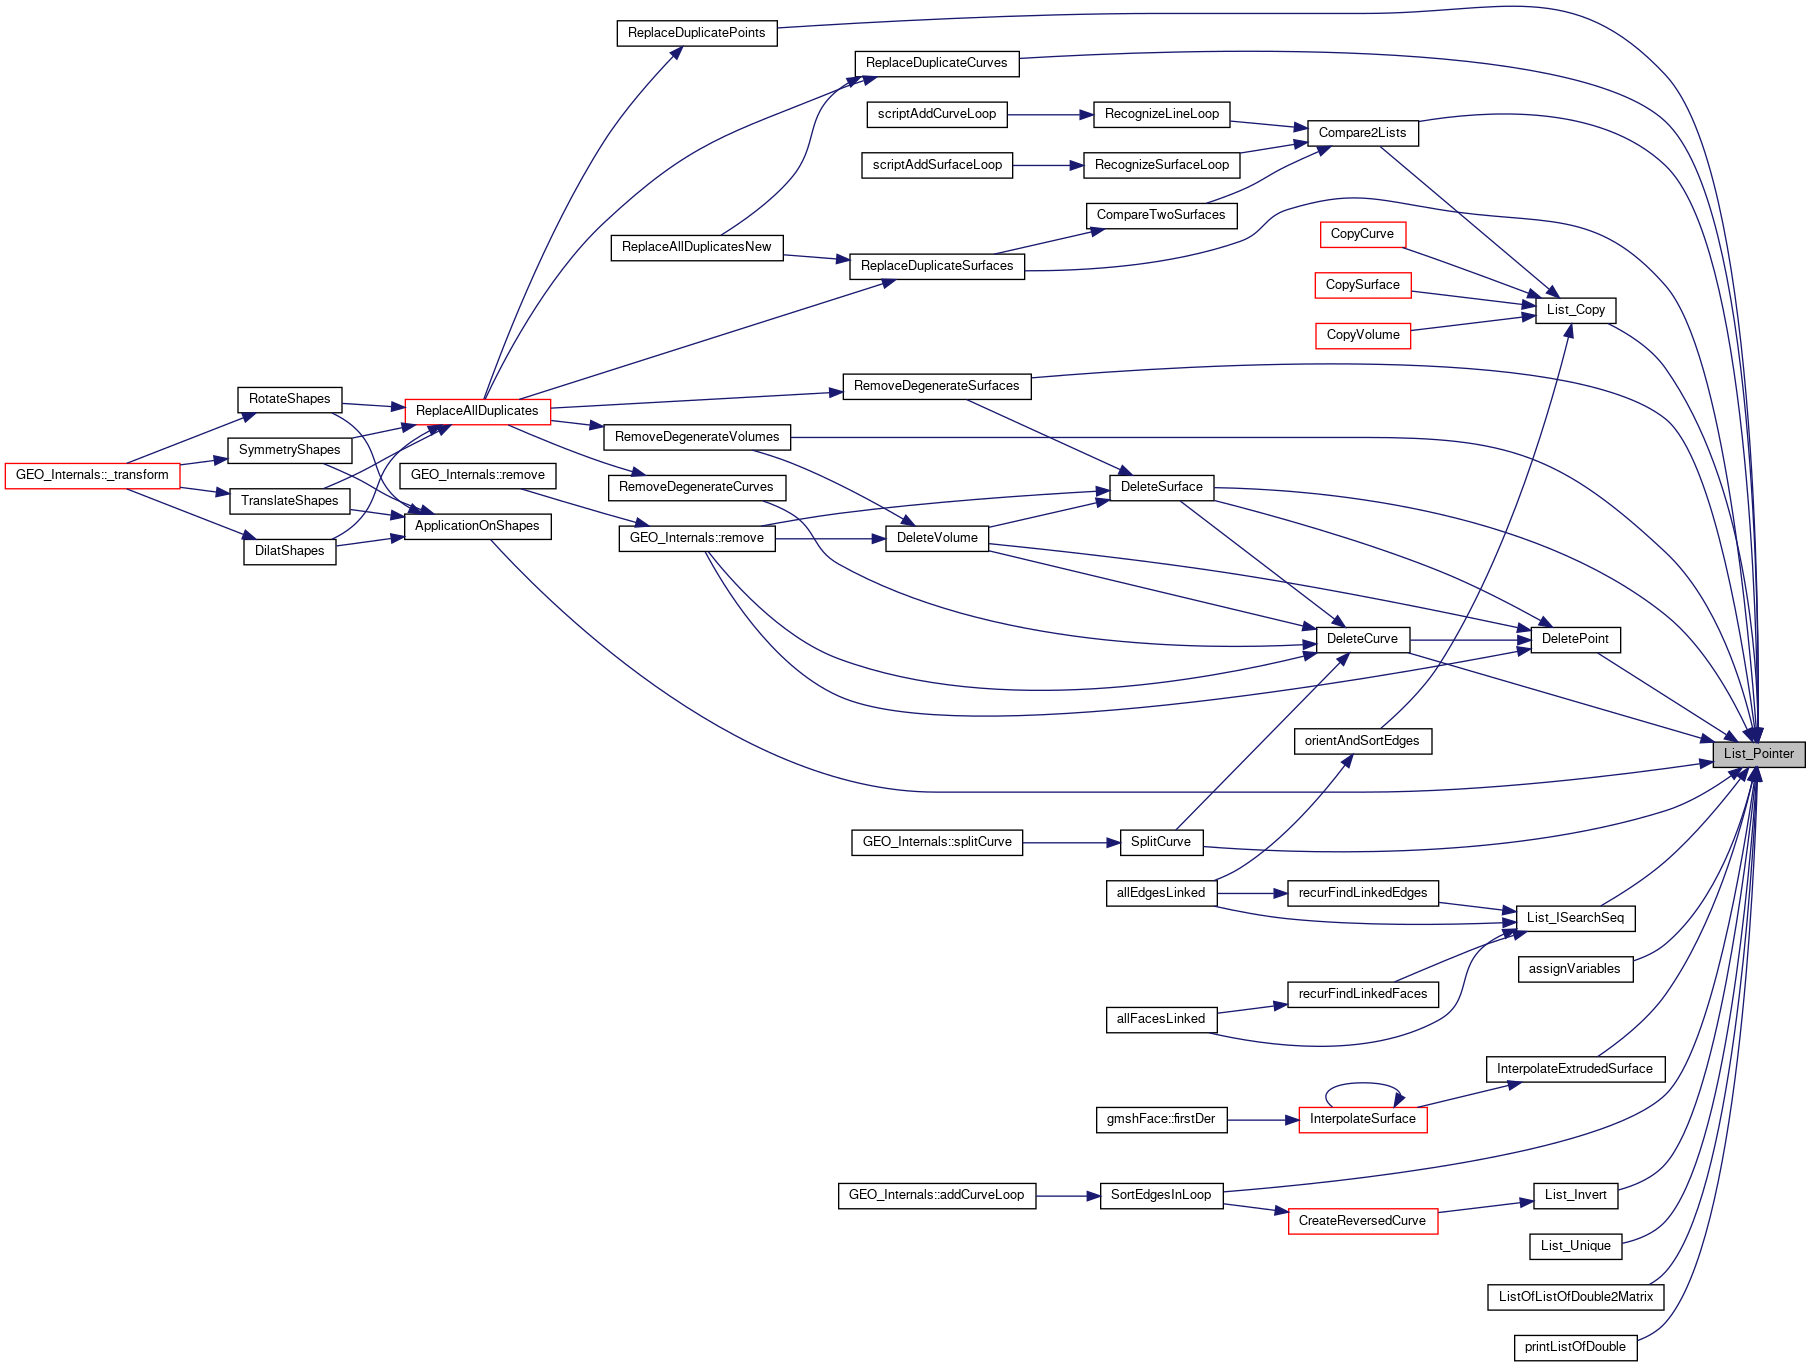 ReplaceDuplicatePoints
ReplaceDuplicateCurves
scriptAddCurveLoop
RecognizeLineLoop
Compare2Lists
scriptAddSurfaceLoop
RecognizeSurfaceLoop
CompareTwoSurfaces
CopyCurve
ReplaceAllDuplicatesNew
ReplaceDuplicateSurfaces
CopySurface
List_Copy
CopyVolume
RemoveDegenerateSurfaces
RotateShapes
ReplaceAllDuplicates
RemoveDegenerateVolumes
SymmetryShapes
GEO_Internals::_transform
GEO_Internals::remove
RemoveDegenerateCurves
DeleteSurface
TranslateShapes
ApplicationOnShapes
GEO_Internals::remove
DeleteVolume
DilatShapes
DeleteCurve
DeletePoint
orientAndSortEdges
List_Pointer
GEO_Internals::splitCurve
SplitCurve
allEdgesLinked
recurFindLinkedEdges
List_ISearchSeq
assignVariables
recurFindLinkedFaces
allFacesLinked
InterpolateExtrudedSurface
gmshFace::firstDer
InterpolateSurface
GEO_Internals::addCurveLoop
SortEdgesInLoop
List_Invert
CreateReversedCurve
List_Unique
ListOfListOfDouble2Matrix
printListOfDouble